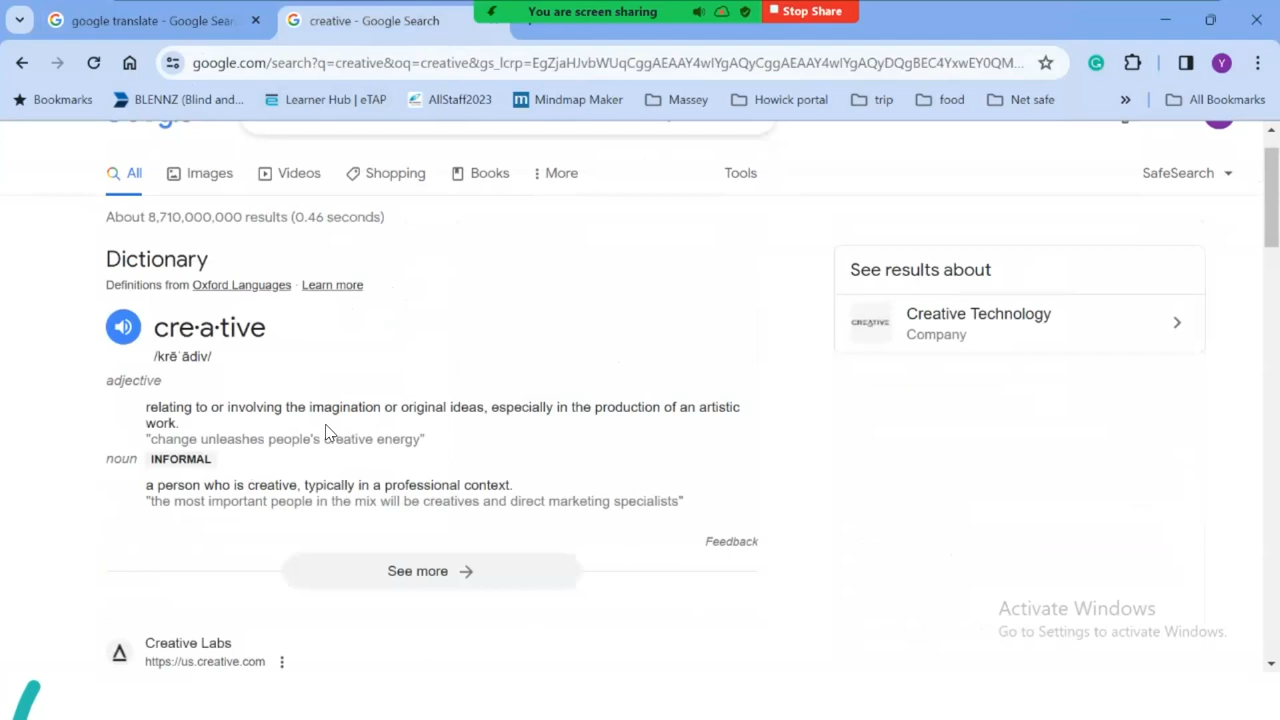 google translate - Google Sear
creative - Google Search
You are screen sharing
Stop Share
google.com/search?q=creative&oq=creative&gs_lcrp=EgZjaHJvbWUqCggAEAAY4wIYgAQyCggAEAAY4wIYgAQyDQgBEC4YxwEY0QM...
Y
Bookmarks
BLENNZ (Blind and...
Learner Hub | eTAP
AllStaff2023
Mindmap Maker
Massey
Howick portal
trip
food
Net safe
»
All Bookmarks
Google
All
Images
Videos
Shopping
Books
More
Tools
SafeSearch
About 8,710,000,000 results (0.46 seconds)
Dictionary
Definitions from Oxford Languages · Learn more
cre·a·tive
/krēˈādiv/
adjective
relating to or involving the imagination or original ideas, especially in the production of an artistic
work.
"change unleashes people's creative energy"
noun INFORMAL
a person who is creative, typically in a professional context.
"the most important people in the mix will be creatives and direct marketing specialists"
Feedback
See more
See results about
CREATIVE
Creative Technology
Company
Creative Labs
https://us.creative.com
Activate Windows
Go to Settings to activate Windows.